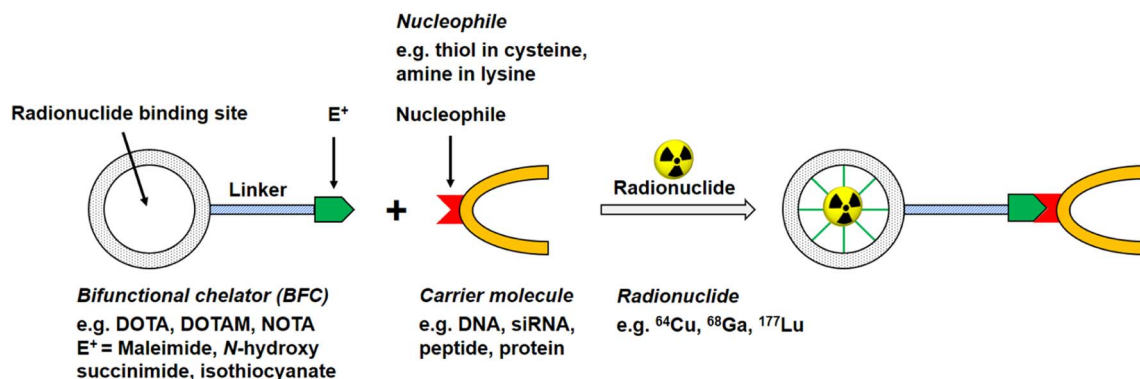 Nucleophile
e.g. thiol in cysteine,
amine in lysine
Radionuclide binding site
E⁺
Nucleophile
Linker
+
Radionuclide
Bifunctional chelator (BFC)
e.g. DOTA, DOTAM, NOTA
E⁺ = Maleimide, N-hydroxy
succinimide, isothiocyanate
Carrier molecule
e.g. DNA, siRNA,
peptide, protein
Radionuclide
e.g. ⁶⁴Cu, ⁶⁸Ga, ¹⁷⁷Lu